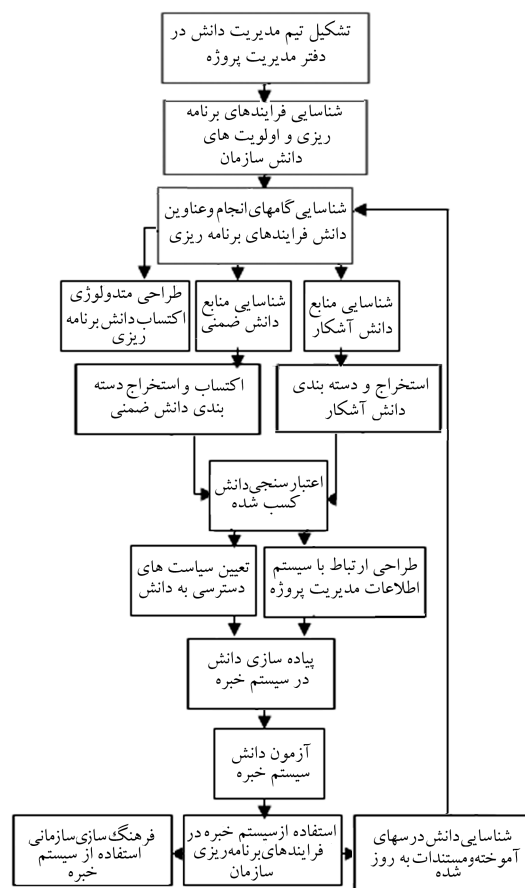 تشکیل تیم مدیریت دانش در
دفتر مدیریت پروژه
شناسایی فرایندهای برنامه
ریزی و اولویت های
دانش سازمان
شناسایی گامهای انجام وعناوین
دانش فرایندهای برنامه ریزی
شناسایی منابع
دانش آشکار
شناسایی منابع
دانش ضمنی
طراحی متدولوژی
اکتساب دانش برنامه
ریزی
استخراج و دسته بندی
دانش آشکار
اکتساب و استخراج دسته
بندی دانش ضمنی
اعتبارسنجی دانش
کسب شده
طراحی ارتباط با سیستم
اطلاعات مدیریت پروژه
تعیین سیاست های
دسترسی به دانش
پیاده سازی دانش
در سیستم خبره
آزمون دانش
سیستم خبره
شناسایی دانش درسهای
آموخته ومستندات به روز
شده
استفاده ازسیستم خبره در
فرایندهای برنامه ریزی
سازمان
فرهنگ سازی سازمانی
استفاده از سیستم
خبره